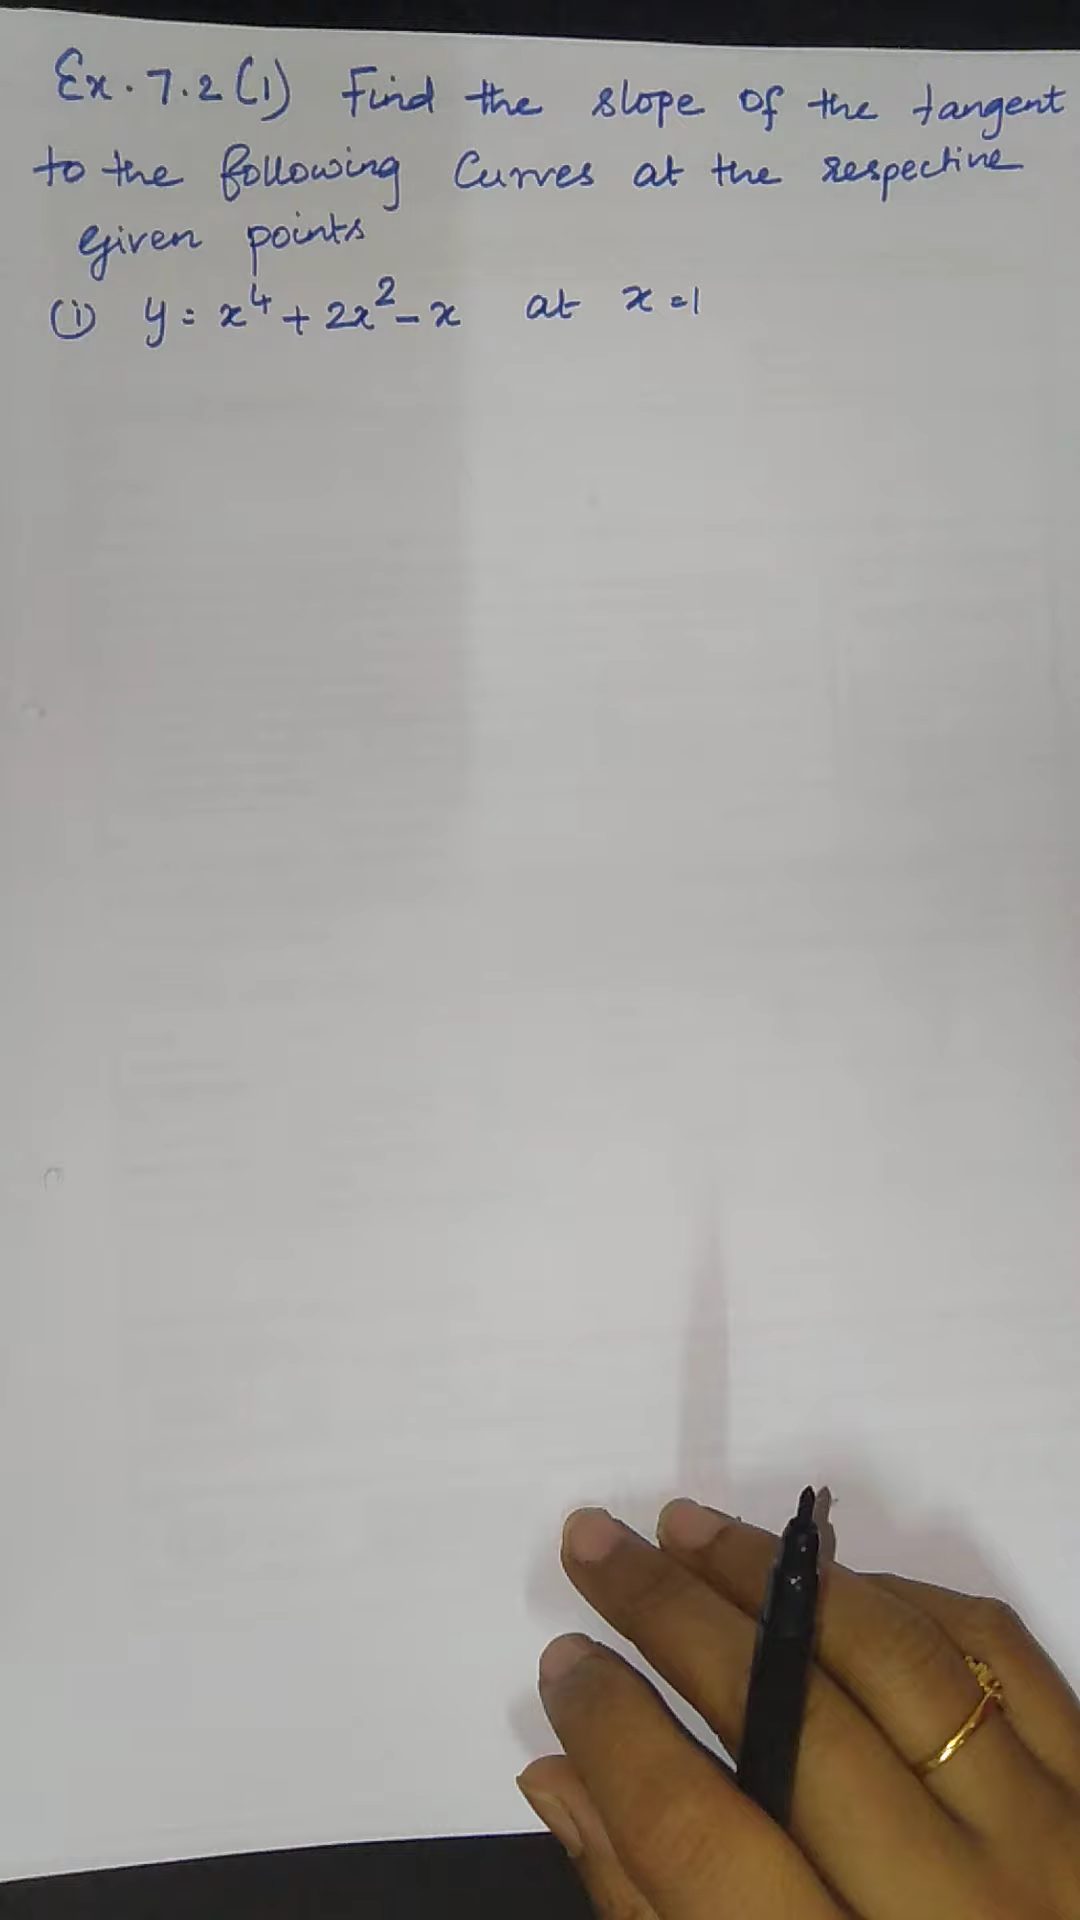 Ex. 7.2 (1) Find the slope of the tangent
to the following Curves at the respective
given points
(i) y = x⁴ + 2x² - x at x = 1